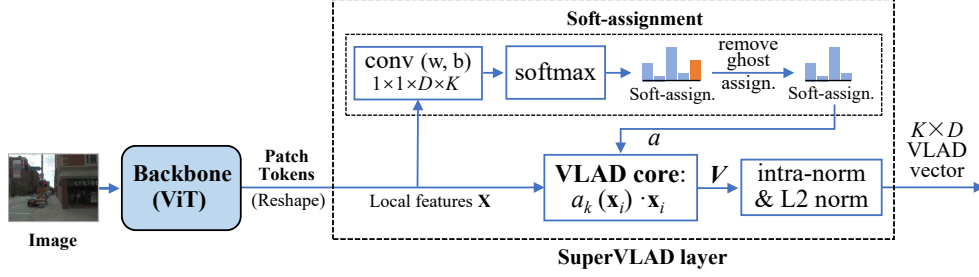 Soft-assignment
conv (w, b)
1×1×D×K
softmax
Soft-assign.
remove
ghost
assign.
Soft-assign.
Image
Backbone
(ViT)
Patch
Tokens
(Reshape)
Local features X
a
VLAD core:
a_k (x_i) · x_i
V
intra-norm
& L2 norm
K×D
VLAD
vector
SuperVLAD layer